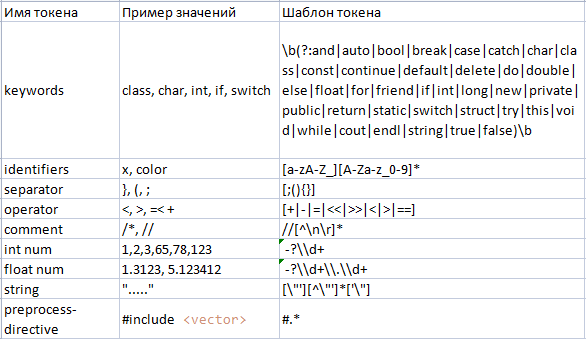 Имя токена Пример значений Шаблон токена
keywords class, char, int, if, switch \b(?:and|auto|bool|break|case|catch|char|cla
ss|const|continue|default|delete|do|double|
else|float|for|friend|if|int|long|new|private|
public|return|static|switch|struct|try|this|voi
d|while|cout|endl|string|true|false)\b
identifiers x, color [a-zA-Z_][A-Za-z_0-9]*
separator }, (, ; [;(){}]
operator <, >, =< + [+|-|=|<<|>>|<|>|==]
comment /*, // //[^\n\r]*
int num 1,2,3,65,78,123 -?\\d+
float num 1.3123, 5.123412 -?\\d+\\.\\d+
string "....." [\"'][^\"']*['\"]
preprocess-
directive #include <vector> #.*